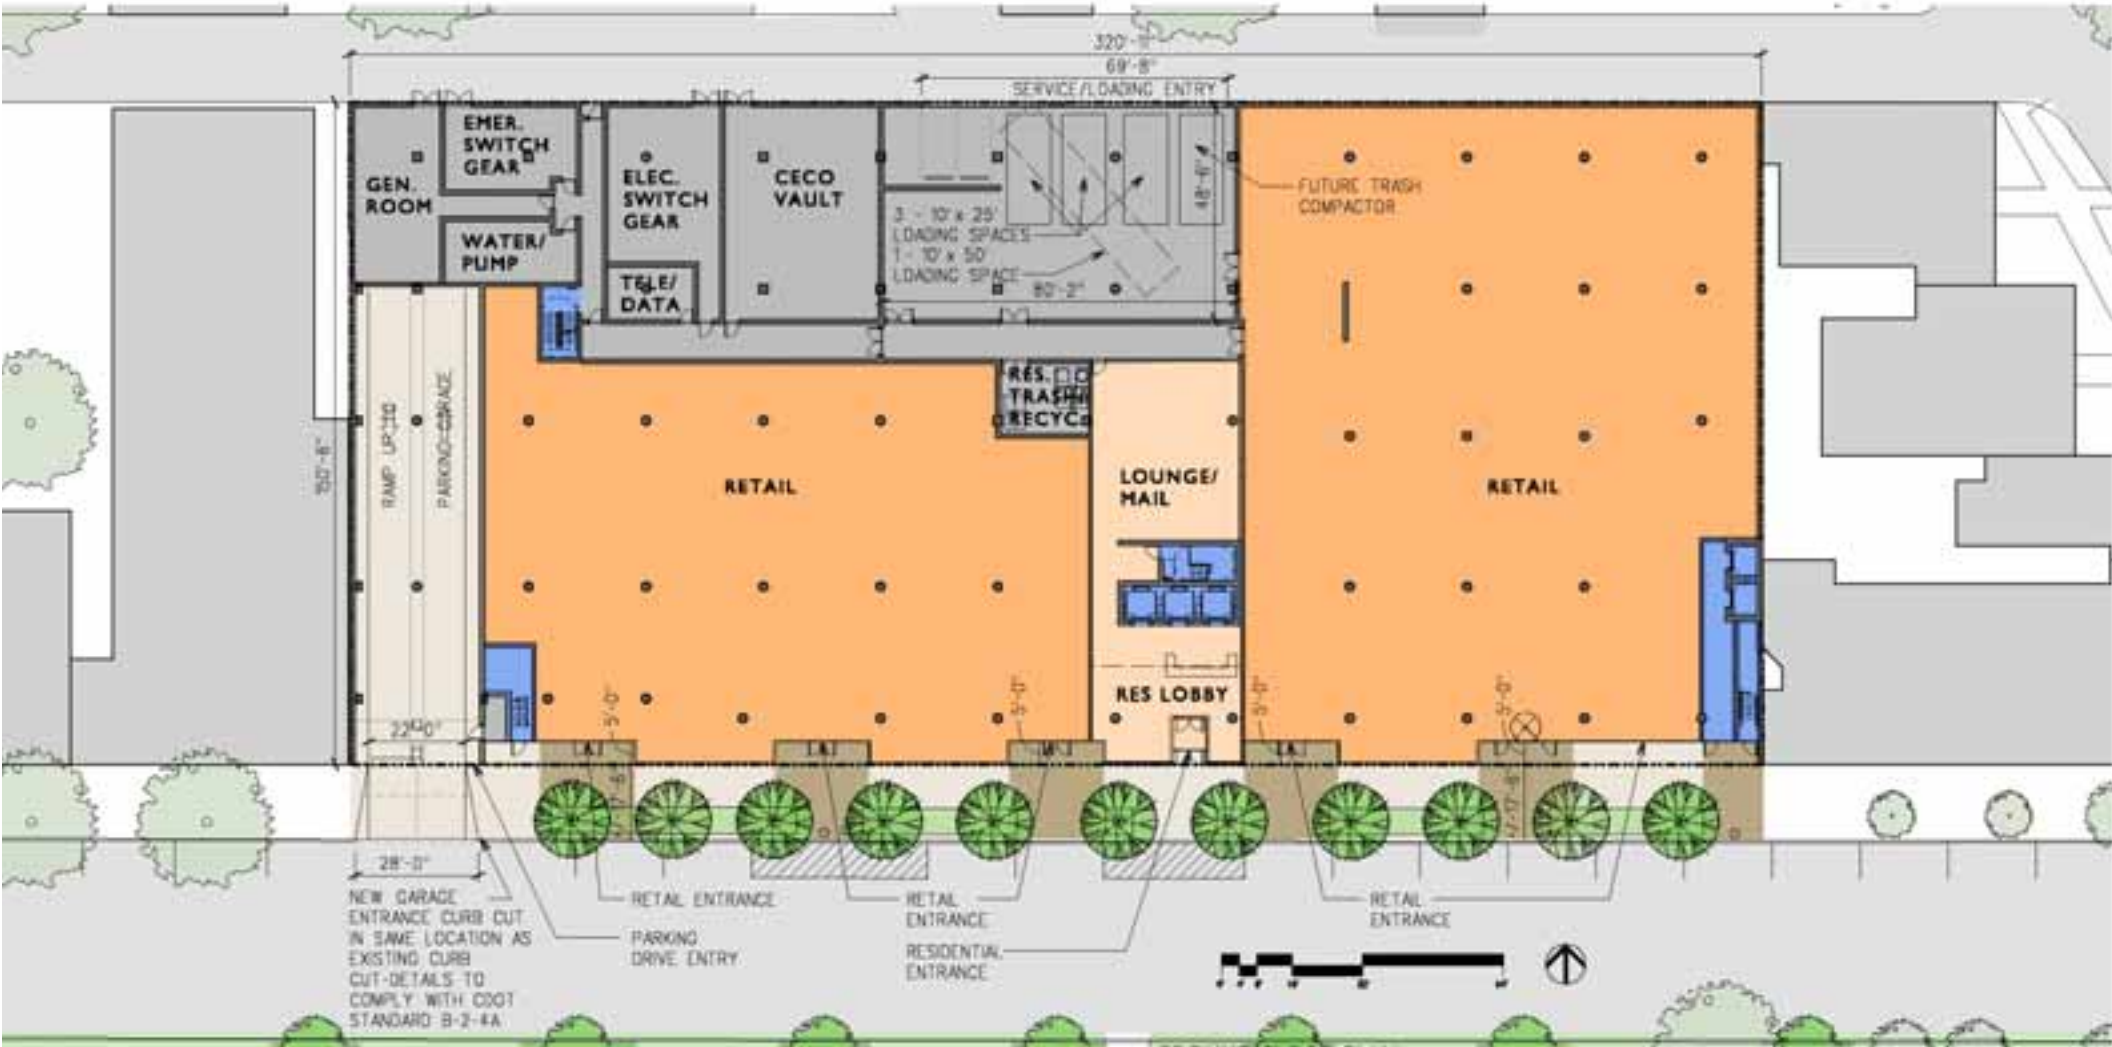 320'-11"
69'-8"
SERVICE/LOADING ENTRY
EMER.
SWITCH
GEAR
GEN.
ROOM
WATER/
PUMP
ELEC.
SWITCH
GEAR
TELE/
DATA
CECO
VAULT
3 - 10' x 25'
LOADING SPACES
1 - 10' x 50'
LOADING SPACE
80'-2"
48'-6"
FUTURE TRASH
COMPACTOR
RES.
TRASH/
RECYC.
RAMP UP TO
PARKING GARAGE
150'-6"
RETAIL
LOUNGE/
MAIL
RETAIL
RES LOBBY
22'-0"
5'-0"
5'-0"
5'-0"
5'-0"
28'-0"
NEW GARAGE
ENTRANCE CURB CUT
IN SAME LOCATION AS
EXISTING CURB
CUT-DETAILS TO
COMPLY WITH CDOT
STANDARD B-2-4A
RETAIL ENTRANCE
PARKING
DRIVE ENTRY
RETAIL
ENTRANCE
RESIDENTIAL
ENTRANCE
RETAIL
ENTRANCE